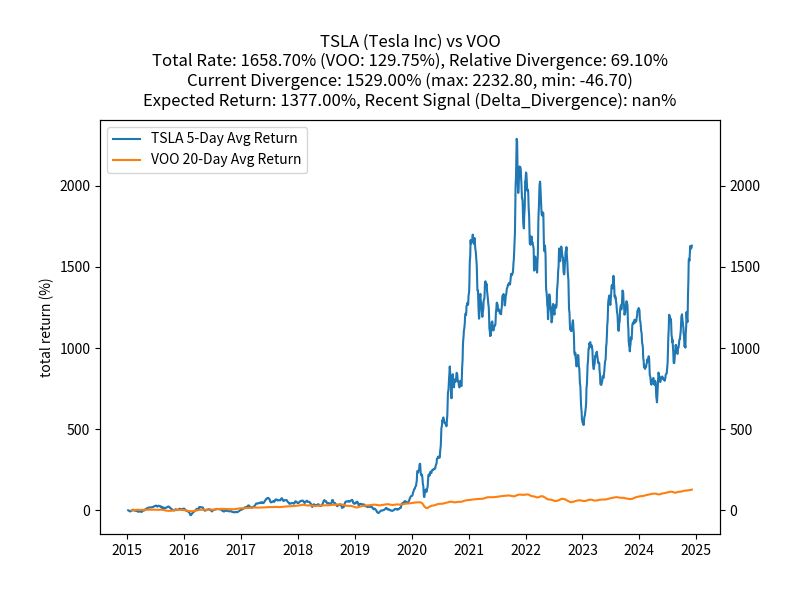 TSLA (Tesla Inc) vs VOO
Total Rate: 1658.70% (VOO: 129.75%), Relative Divergence: 69.10%
Current Divergence: 1529.00% (max: 2232.80, min: -46.70)
Expected Return: 1377.00%, Recent Signal (Delta_Divergence): nan%
TSLA 5-Day Avg Return
VOO 20-Day Avg Return
total return (%)
2000 2000
1500 1500
1000 1000
500 500
0 0
2015 2016 2017 2018 2019 2020 2021 2022 2023 2024 2025